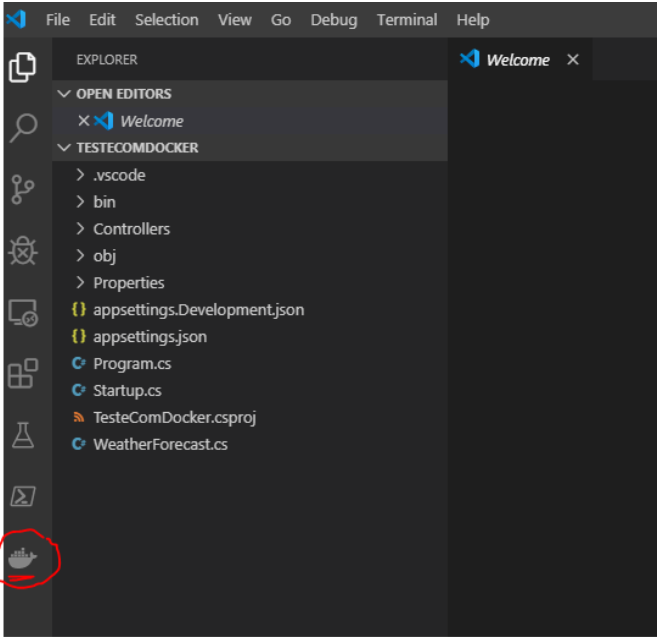 File Edit Selection View Go Debug Terminal Help
EXPLORER
Welcome
OPEN EDITORS
Welcome
TESTECOMDOCKER
.vscode
bin
Controllers
obj
Properties
appsettings.Development.json
appsettings.json
Program.cs
Startup.cs
TesteComDocker.csproj
WeatherForecast.cs